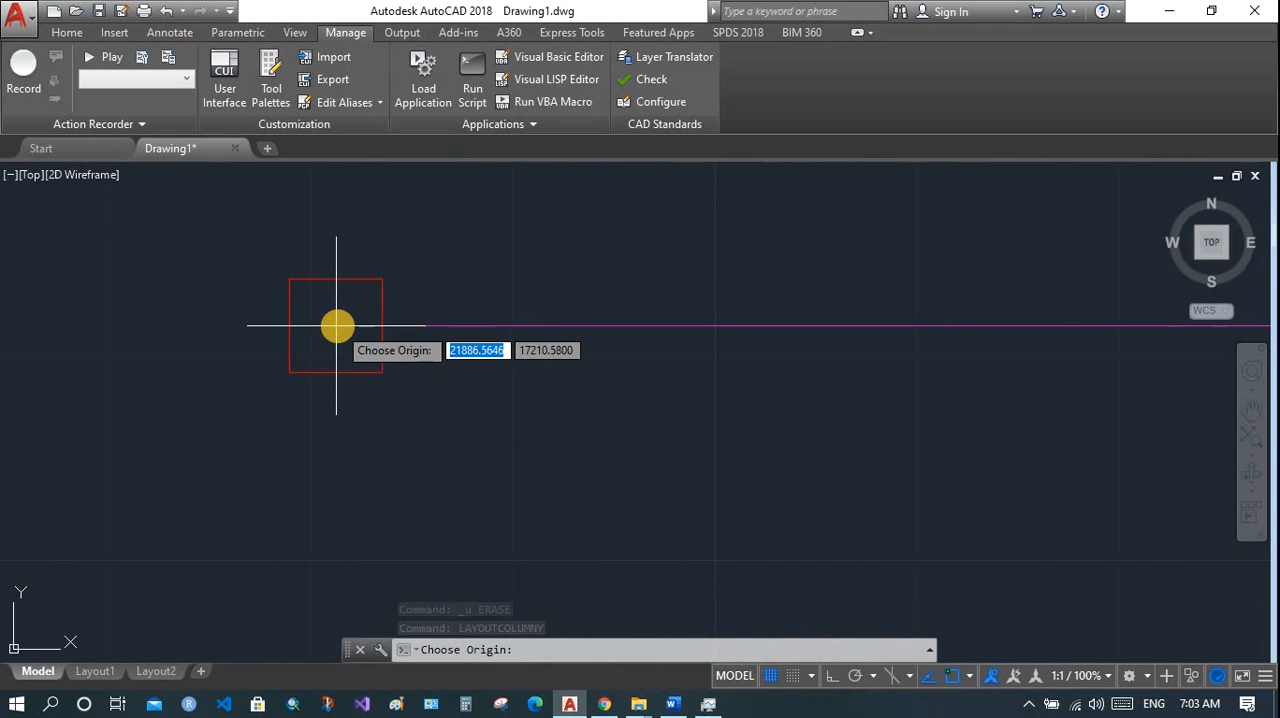 Autodesk AutoCAD 2018 Drawing1.dwg
Type a keyword or phrase
Sign In
Home Insert Annotate Parametric View Manage Output Add-ins A360 Express Tools Featured Apps SPDS 2018 BIM 360
Play
Record
Action Recorder
CUI
User
Interface
Tool
Palettes
Import
Export
Edit Aliases
Customization
Load
Application
Run
Script
Visual Basic Editor
Visual LISP Editor
Run VBA Macro
Applications
Layer Translator
Check
Configure
CAD Standards
Start Drawing1*
[−][Top][2D Wireframe]
N
W TOP E
S
WCS
Choose Origin: 21886.5646 17210.5800
Y
X
Command: _u ERASE
Command: LAYOUTCOLUMNY
Choose Origin:
Model Layout1 Layout2
MODEL 1:1 / 100%
ENG 7:03 AM